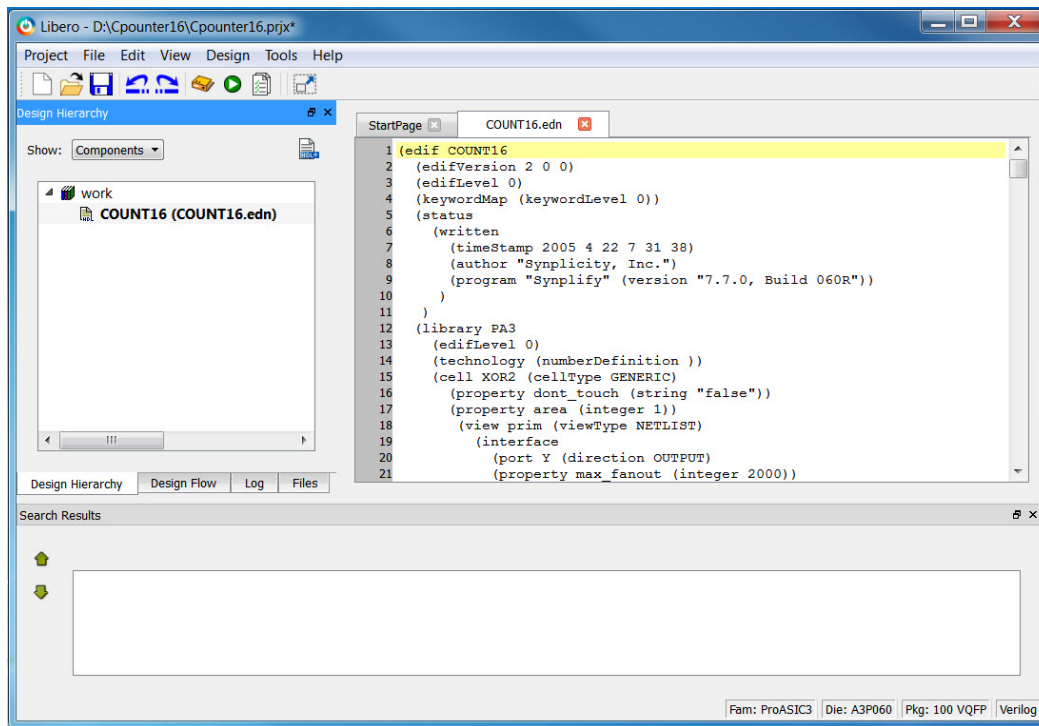 Libero - D:\Cpounter16\Cpounter16.prjx*
Project File Edit View Design Tools Help
Design Hierarchy
Show: Components
HDL+
work
COUNT16 (COUNT16.edn)
Design Hierarchy Design Flow Log Files
StartPage COUNT16.edn
1 (edif COUNT16
2 (edifVersion 2 0 0)
3 (edifLevel 0)
4 (keywordMap (keywordLevel 0))
5 (status
6 (written
7 (timeStamp 2005 4 22 7 31 38)
8 (author "Synplicity, Inc.")
9 (program "Synplify" (version "7.7.0, Build 060R"))
10 )
11 )
12 (library PA3
13 (edifLevel 0)
14 (technology (numberDefinition ))
15 (cell XOR2 (cellType GENERIC)
16 (property dont_touch (string "false"))
17 (property area (integer 1))
18 (view prim (viewType NETLIST)
19 (interface
20 (port Y (direction OUTPUT)
21 (property max_fanout (integer 2000))
Search Results
Fam: ProASIC3 Die: A3P060 Pkg: 100 VQFP Verilog